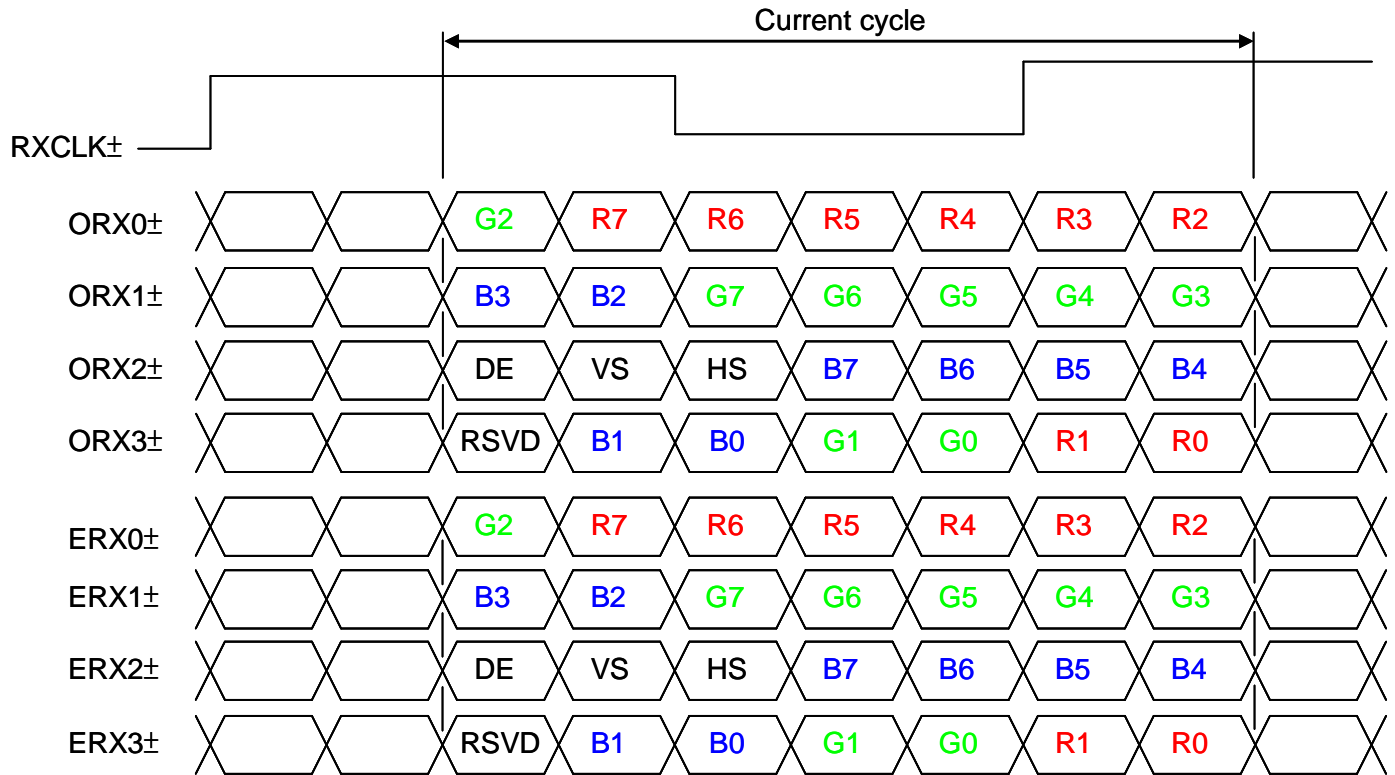 Current cycle
RXCLK±
ORX0± G2 R7 R6 R5 R4 R3 R2
ORX1± B3 B2 G7 G6 G5 G4 G3
ORX2± DE VS HS B7 B6 B5 B4
ORX3± RSVD B1 B0 G1 G0 R1 R0
ERX0± G2 R7 R6 R5 R4 R3 R2
ERX1± B3 B2 G7 G6 G5 G4 G3
ERX2± DE VS HS B7 B6 B5 B4
ERX3± RSVD B1 B0 G1 G0 R1 R0